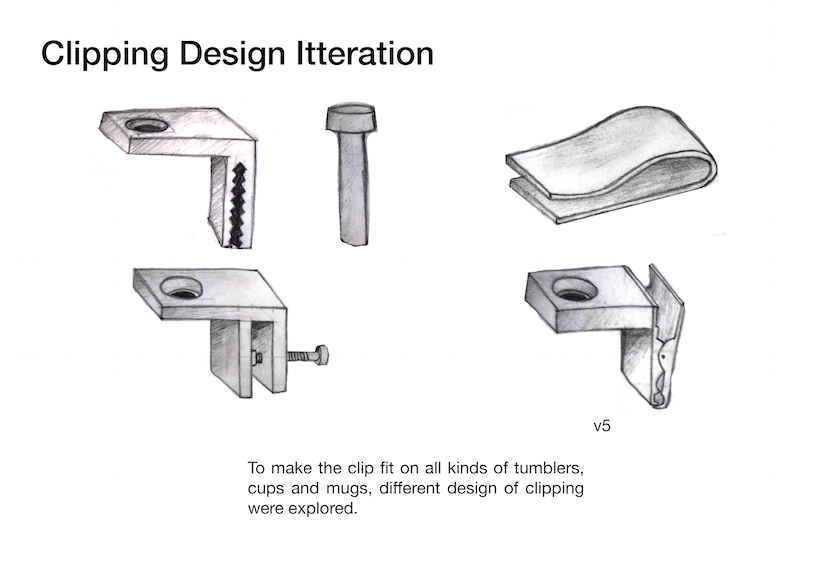 Clipping Design Itteration
v5
To make the clip fit on all kinds of tumblers,
cups and mugs, different design of clipping
were explored.